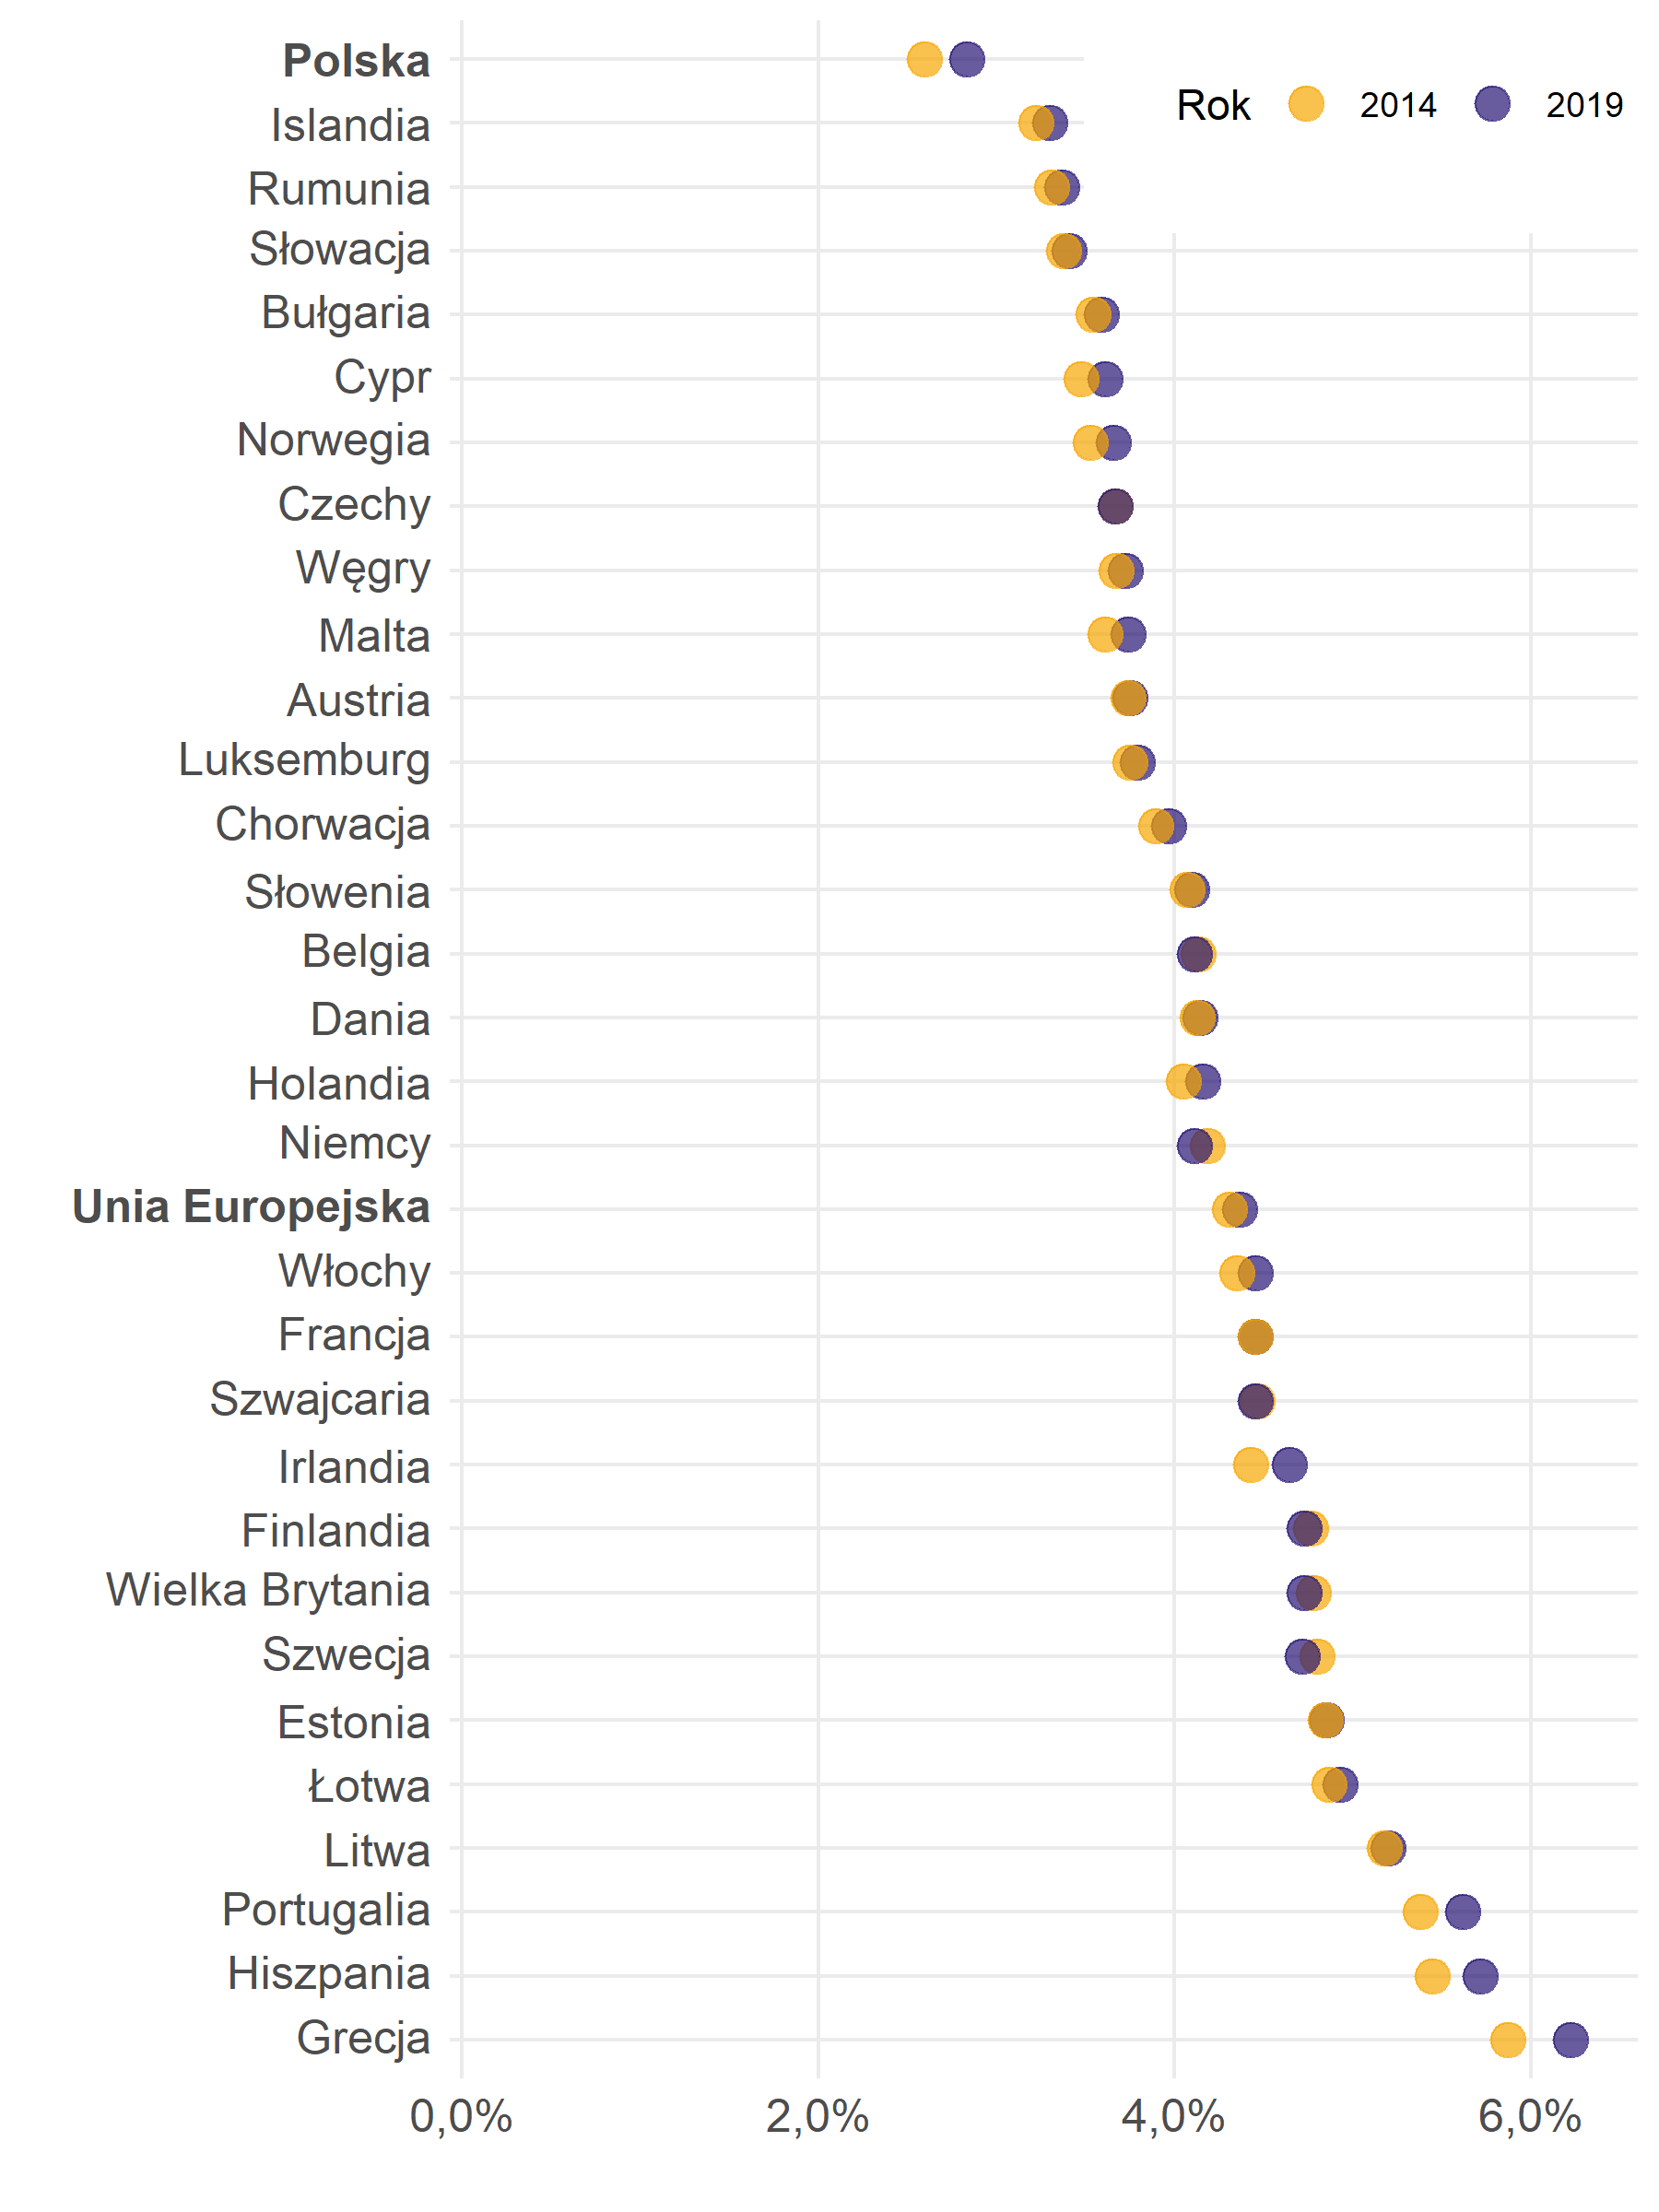 Polska
Rok 2014 2019
Islandia
Rumunia
Słowacja
Bułgaria
Cypr
Norwegia
Czechy
Węgry
Malta
Austria
Luksemburg
Chorwacja
Słowenia
Belgia
Dania
Holandia
Niemcy
Unia Europejska
Włochy
Francja
Szwajcaria
Irlandia
Finlandia
Wielka Brytania
Szwecja
Estonia
Łotwa
Litwa
Portugalia
Hiszpania
Grecja
0,0% 2,0% 4,0% 6,0%